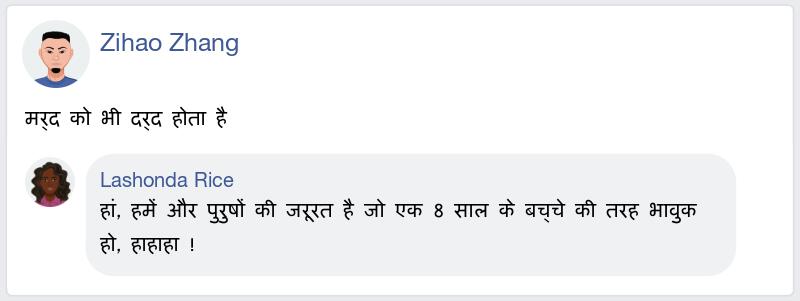 Zihao Zhang
मर्द को भी दर्द होता है
Lashonda Rice
हां, हमें और पुरुषों की जरूरत है जो एक 8 साल के बच्चे की तरह भावुक
हो, हाहाहा !